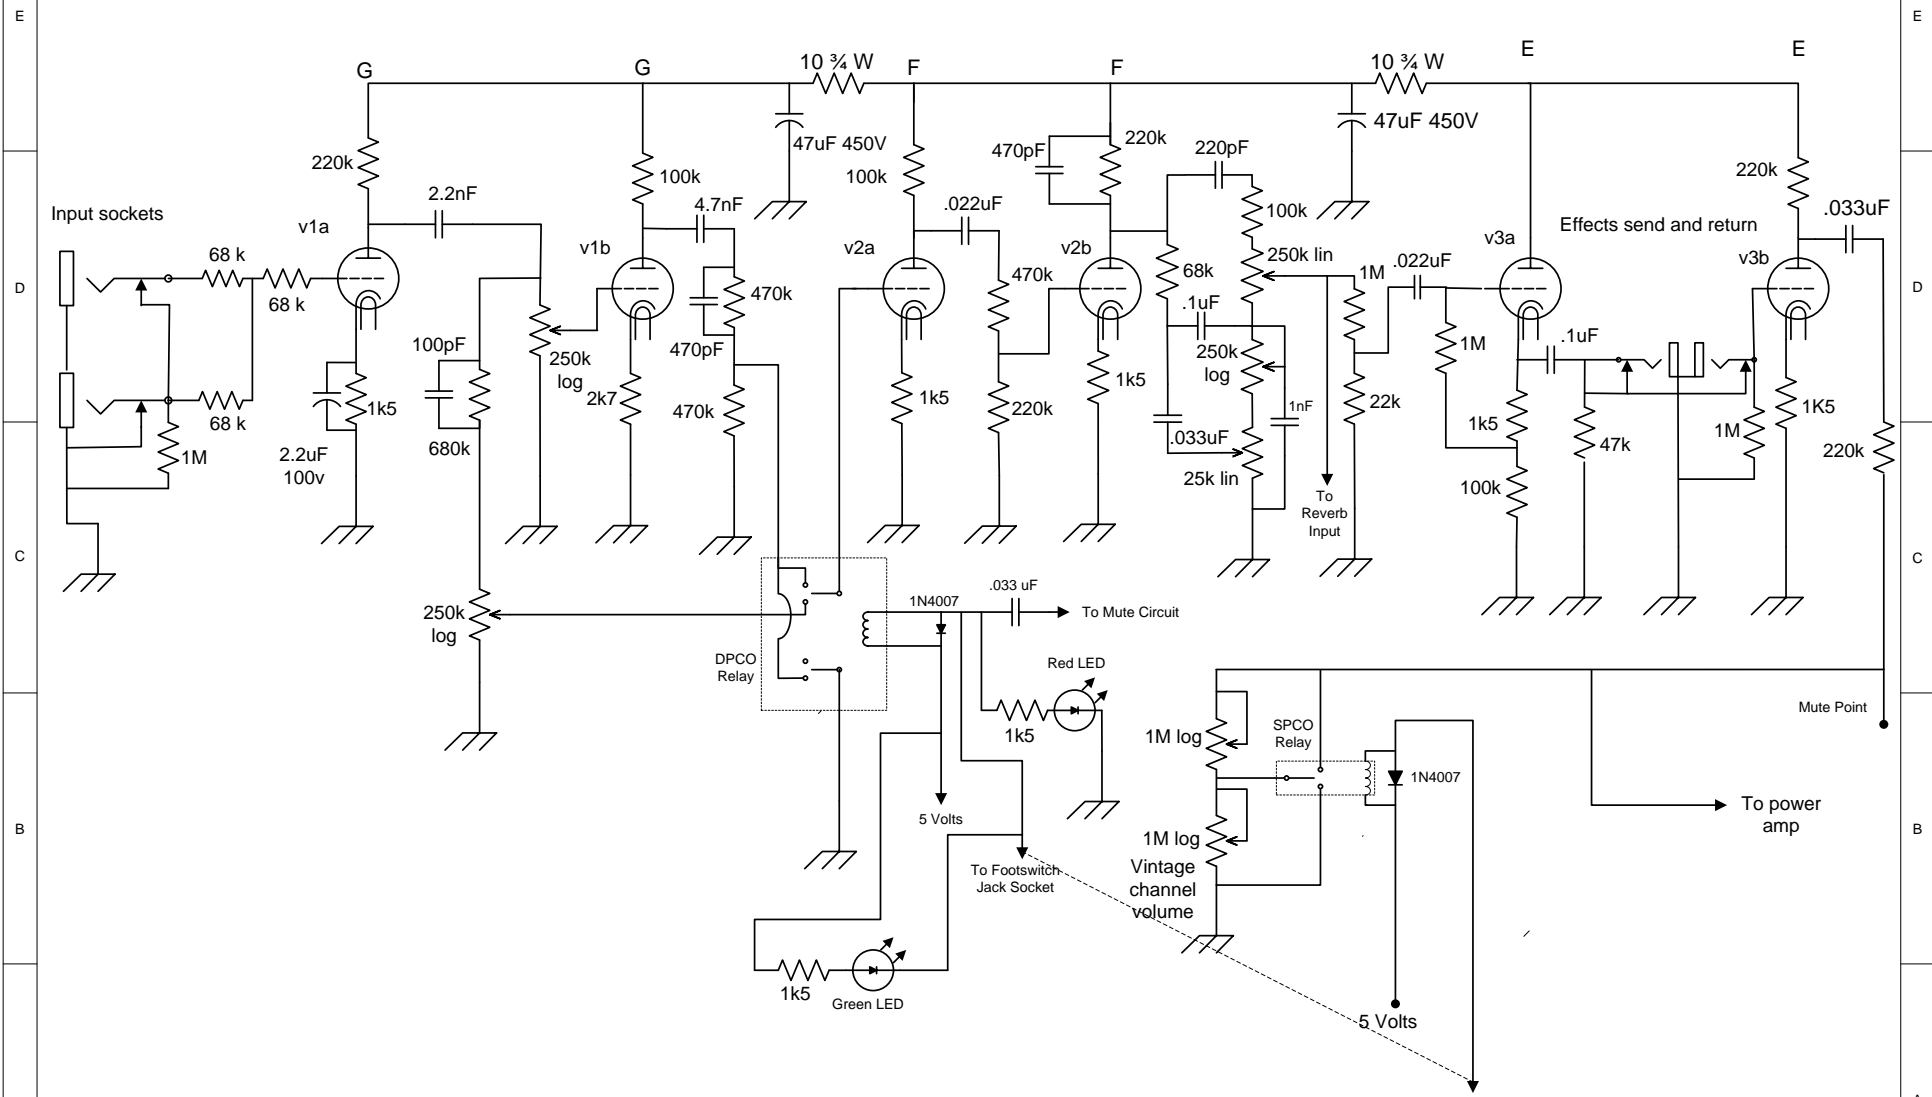 E
E
G
G
10 ¾ W
F
F
10 ¾ W
E
E
47uF 450V
47uF 450V
220k
100k
100k
470pF
220k
220pF
220k
Input sockets
2.2nF
4.7nF
.022uF
100k
.033uF
Effects send and return
v1a
v1b
v2a
v2b
v3a
v3b
68 k
68 k
68 k
250k lin
68k
1M
.022uF
D
D
470k
470k
.1uF
100pF
250k
log
470pF
250k
log
1M
.1uF
1k5
2k7
470k
1k5
220k
1k5
1nF
22k
1k5
47k
1M
1K5
220k
1M
2.2uF
100v
680k
.033uF
25k lin
100k
To
Reverb
Input
C
C
250k
log
1N4007
.033 uF
To Mute Circuit
DPCO
Relay
Red LED
1k5
Mute Point
1M log
SPCO
Relay
1N4007
5 Volts
1M log
To power
amp
B
B
To Footswitch
Jack Socket
Vintage
channel
volume
1k5
Green LED
5 Volts